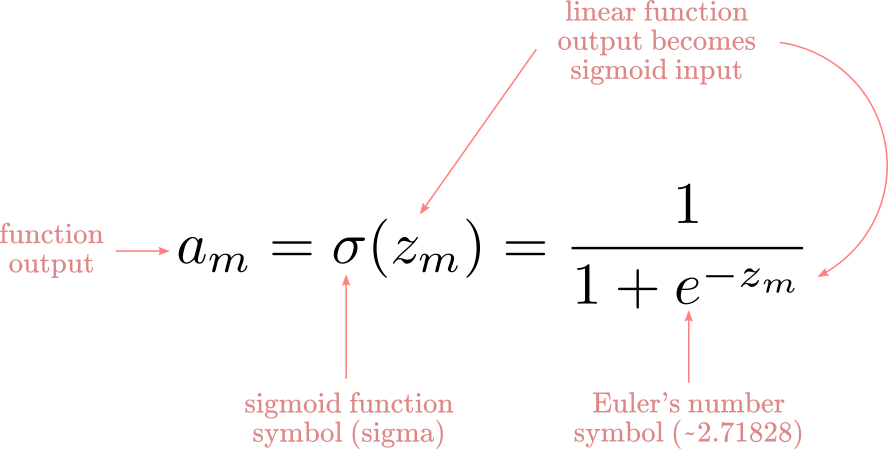 linear function
output becomes
sigmoid input
function
output
a_m = σ(z_m) = \frac{1}{1 + e^{-z_m}}
sigmoid function
symbol (sigma)
Euler's number
symbol (~2.71828)